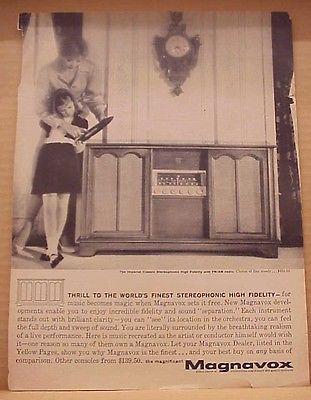 The Imperial Classic Stereophonic High Fidelity with FM/AM radio. Choice of fine woods
THRILL TO THE WORLD'S FINEST STEREOPHONIC HIGH FIDELITY—for
music becomes magic when Magnavox sets it free. New Magnavox devel-
opments enable you to enjoy incredible fidelity and sound "separation." Each instrument
stands out with brilliant clarity—you can "see" its location in the orchestra, you can feel
the full depth and sweep of sound. You are literally surrounded by the breathtaking realism
of a live performance. Here is music recreated as the artist or conductor himself would wish
it—one reason so many of them own a Magnavox. Let your Magnavox Dealer, listed in the
Yellow Pages, show you why Magnavox is the finest . . . and your best buy on any basis of
comparison. Other consoles from $139.50. the magnificent Magnavox